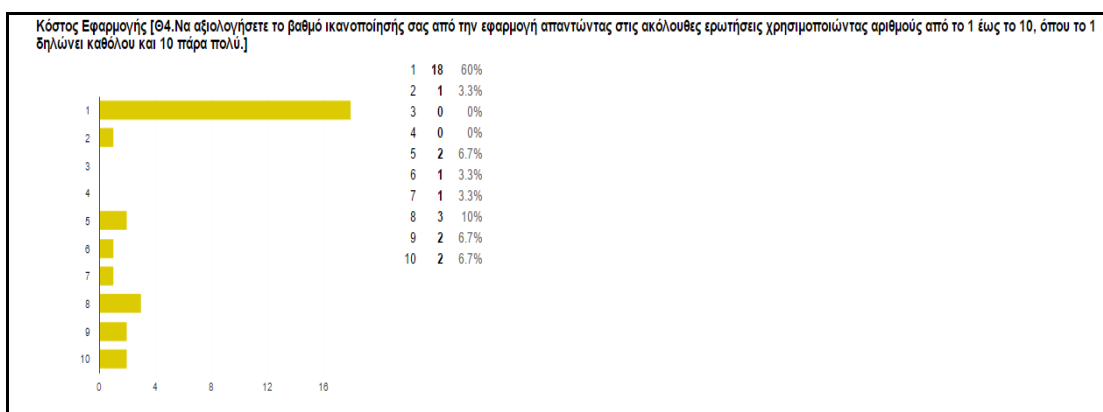 Κόστος Εφαρμογής [Θ4.Να αξιολογήσετε το βαθμό ικανοποίησής σας από την εφαρμογή απαντώντας στις ακόλουθες ερωτήσεις χρησιμοποιώντας αριθμούς από το 1 έως το 10, όπου το 1
δηλώνει καθόλου και 10 πάρα πολύ.]
1 18 60%
2 1 3.3%
3 0 0%
4 0 0%
5 2 6.7%
6 1 3.3%
7 1 3.3%
8 3 10%
9 2 6.7%
10 2 6.7%
1
2
3
4
5
6
7
8
9
10
0 4 8 12 16